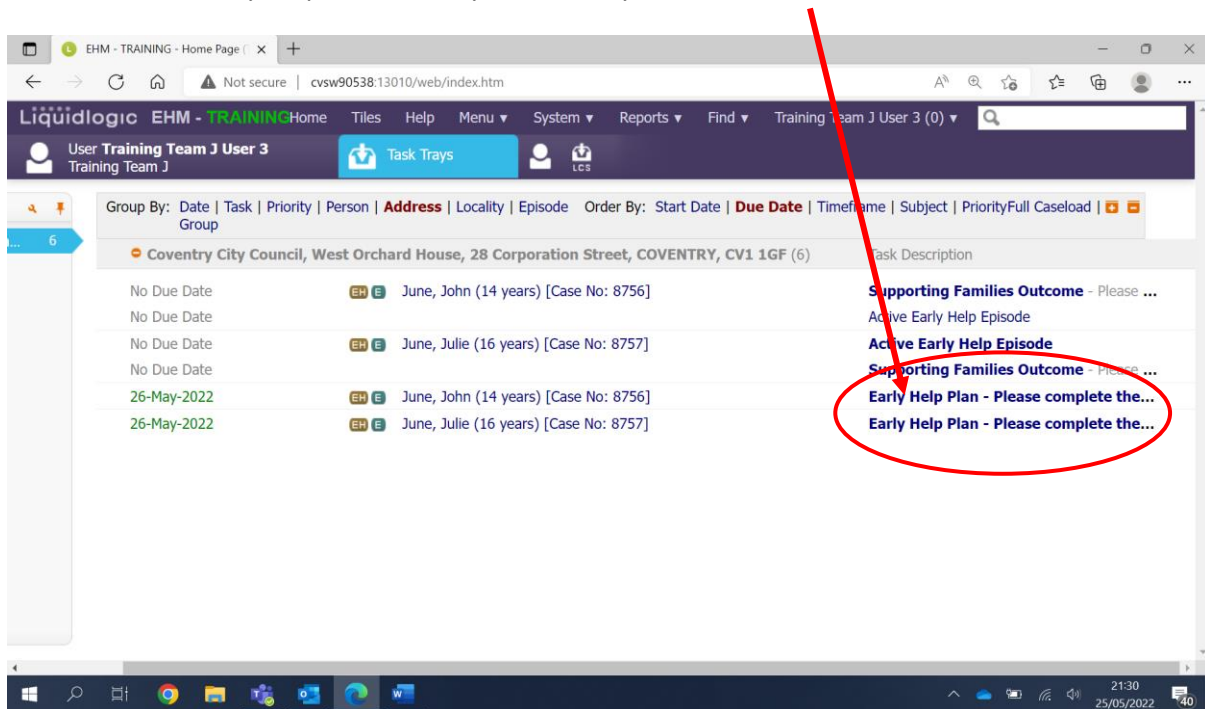 EHM - TRAINING - Home Page (
Not secure | cvsw90538:13010/web/index.htm
Liquidlogic EHM - TRAINING Home Tiles Help Menu System Reports Find Training Team J User 3 (0)
User Training Team J User 3
Training Team J
Task Trays
LCS
Group By: Date | Task | Priority | Person | Address | Locality | Episode Order By: Start Date | Due Date | Timeframe | Subject | PriorityFull Caseload |
Group
6
Coventry City Council, West Orchard House, 28 Corporation Street, COVENTRY, CV1 1GF (6) Task Description
No Due Date EH E June, John (14 years) [Case No: 8756] Supporting Families Outcome - Please ...
No Due Date Active Early Help Episode
No Due Date EH E June, Julie (16 years) [Case No: 8757] Active Early Help Episode
No Due Date Supporting Families Outcome - Please ...
26-May-2022 EH E June, John (14 years) [Case No: 8756] Early Help Plan - Please complete the...
26-May-2022 EH E June, Julie (16 years) [Case No: 8757] Early Help Plan - Please complete the...
21:30
25/05/2022
40